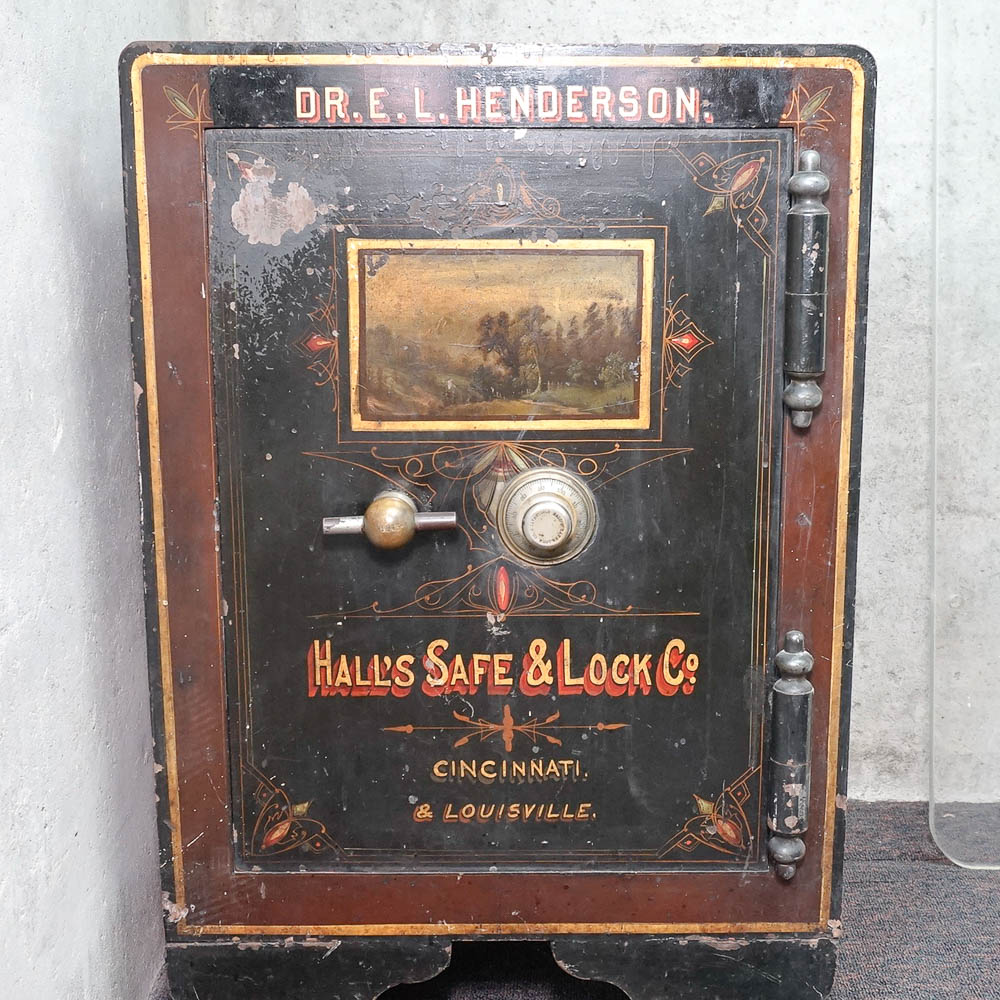 DR. E. L. HENDERSON.
HALL'S SAFE & LOCK Co.
CINCINNATI.
& LOUISVILLE.